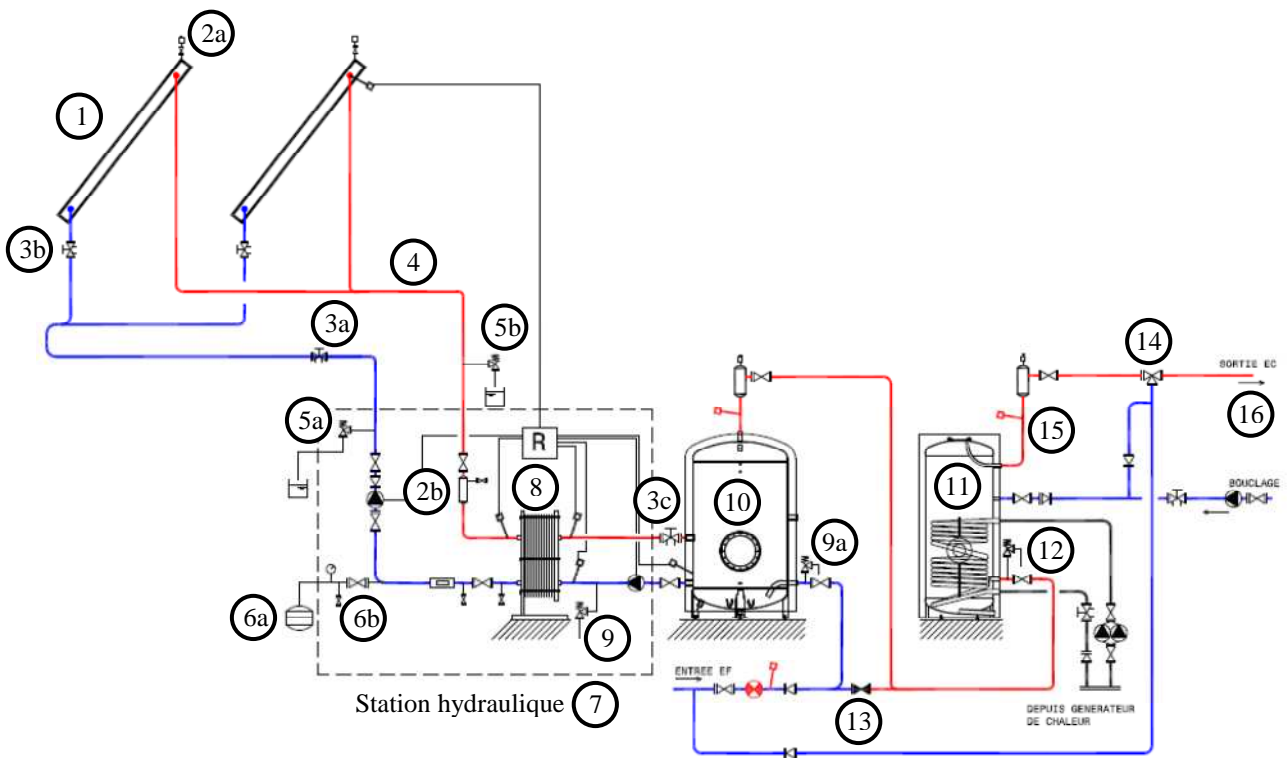 2a
1
3b
4
3a
5b
14
SORTIE EC
5a
16
R
15
2b
8
3c
10
11
BOUCLAGE
9a
12
6a
6b
9
ENTREE EF
Station hydraulique 7
13
DEPUIS GENERATEUR
DE CHALEUR